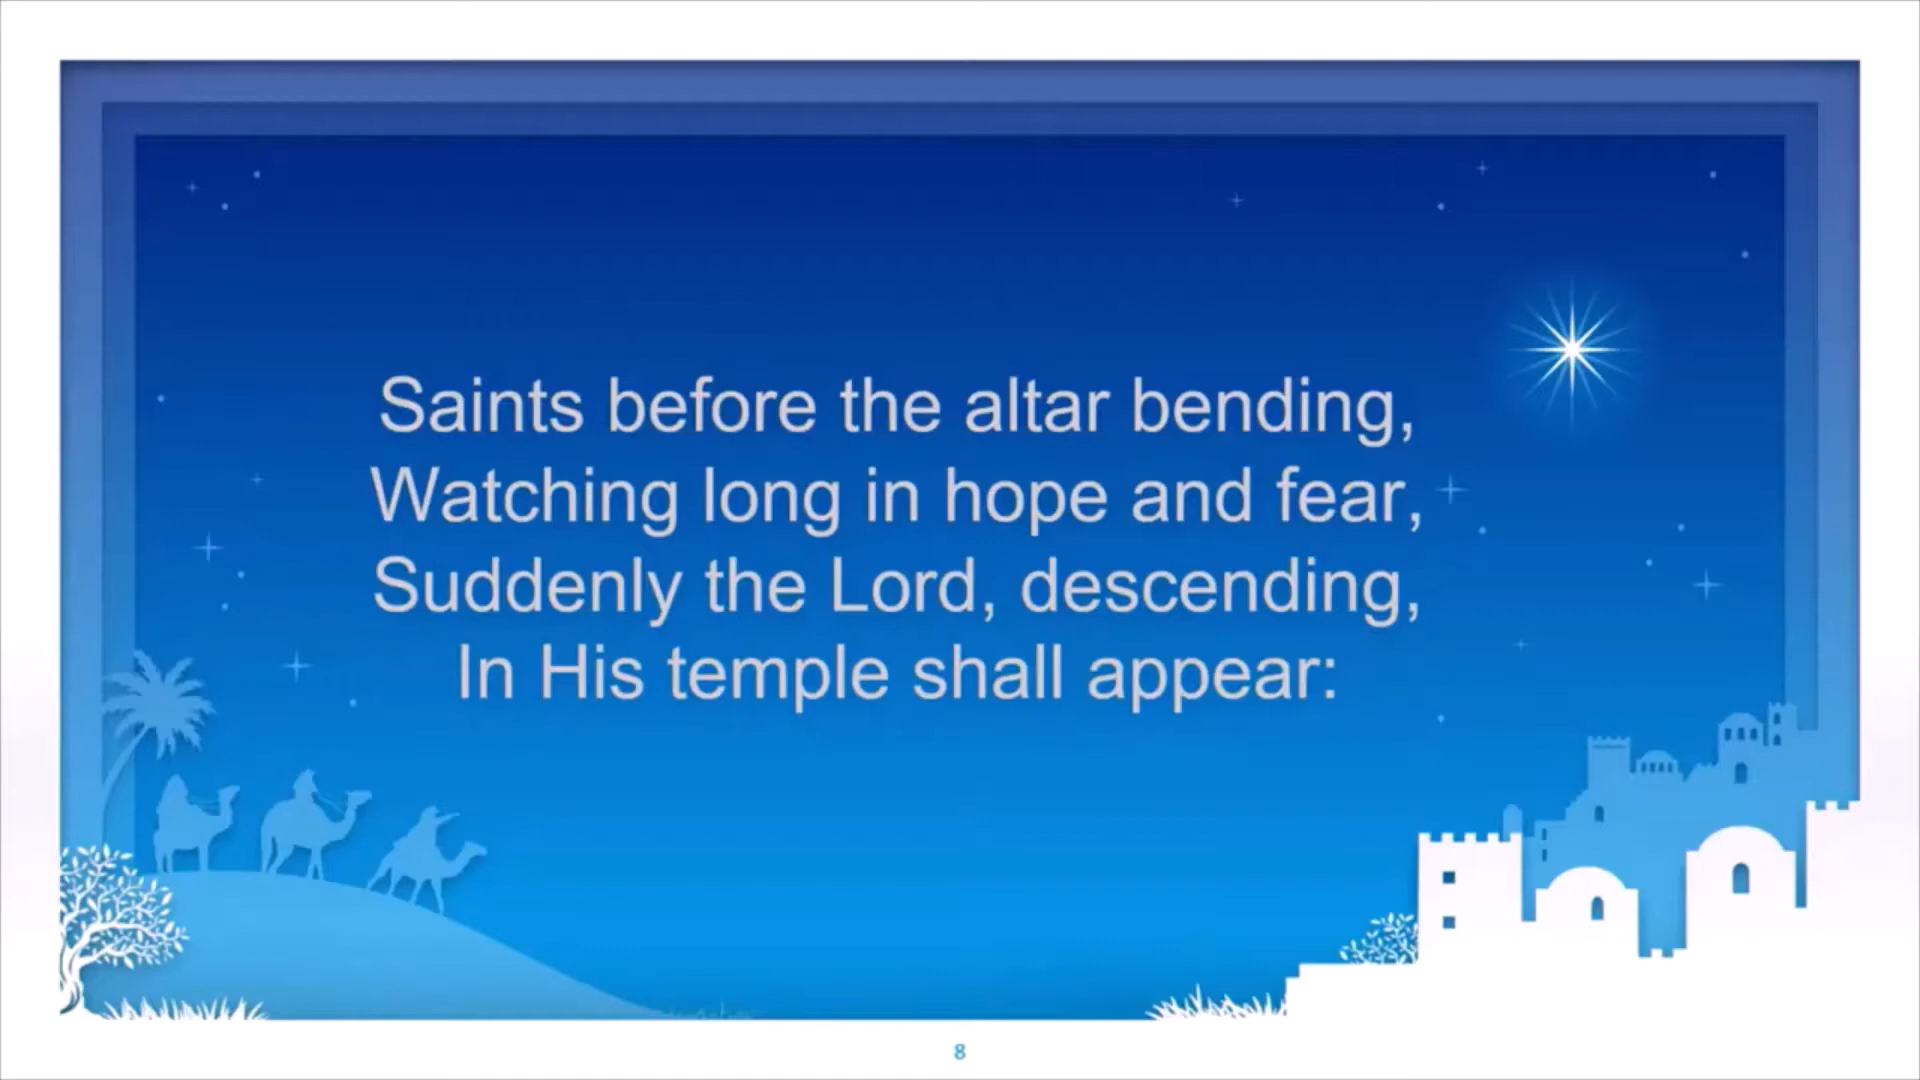 Saints before the altar bending,
Watching long in hope and fear,
Suddenly the Lord, descending,
In His temple shall appear:
8